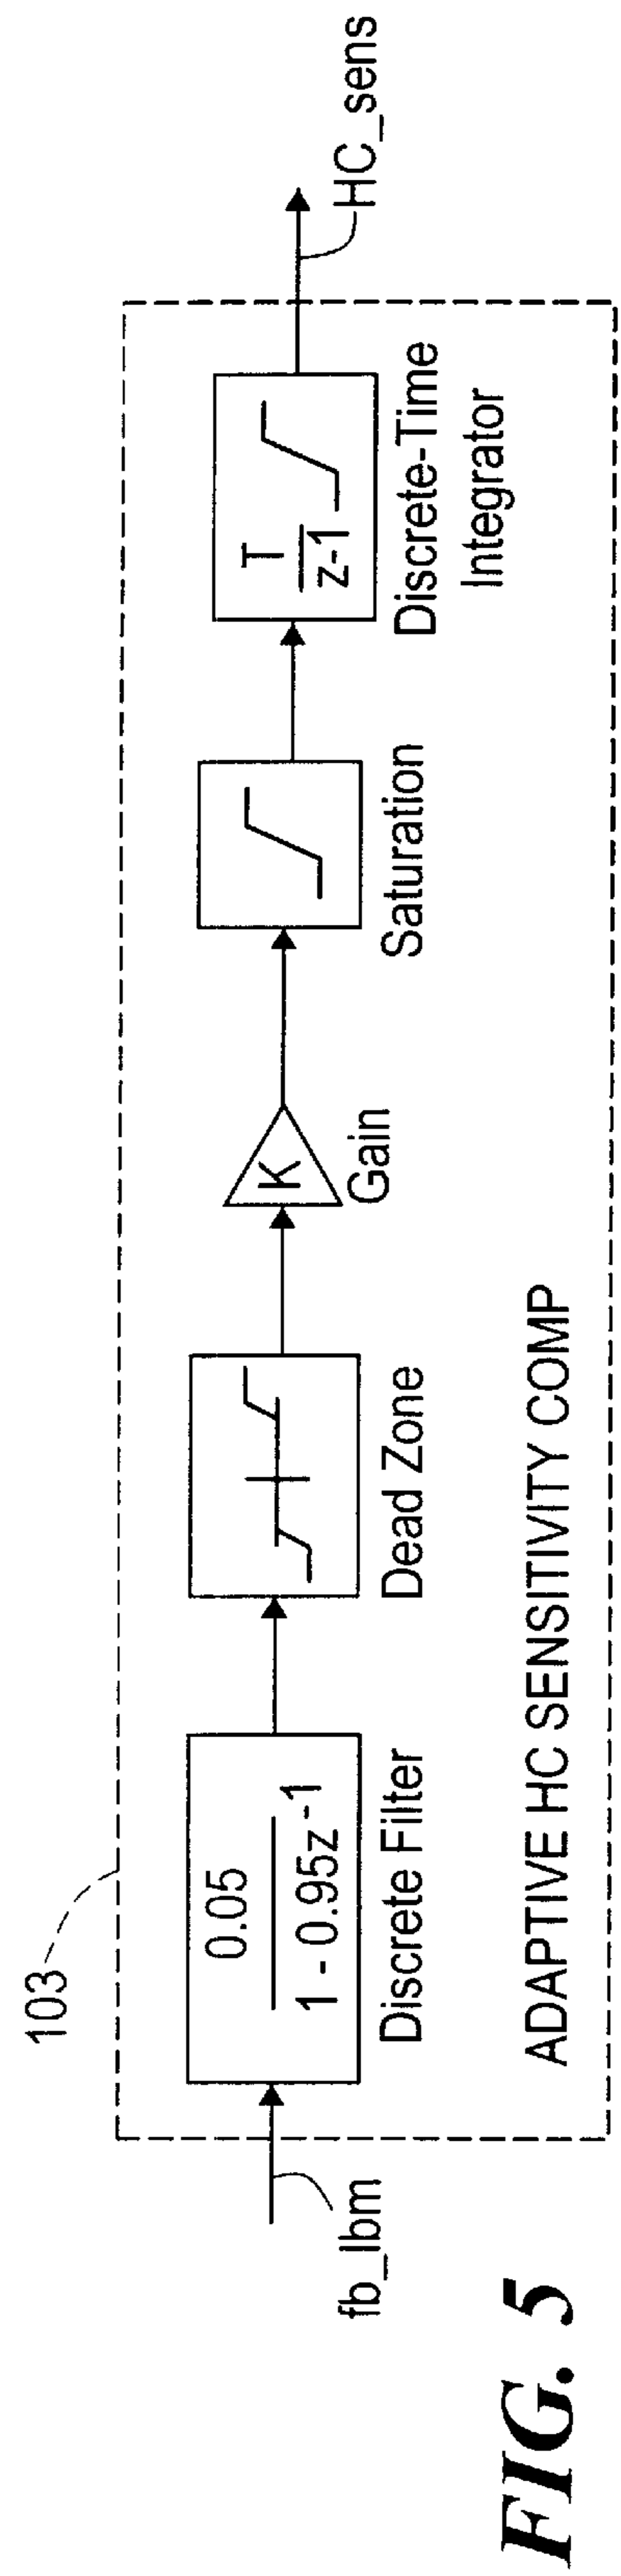 103
fb_lbm
0.05
1 - 0.95z-1
Discrete Filter
Dead Zone
K
Gain
Saturation
T
z-1
Discrete-Time
Integrator
HC_sens
ADAPTIVE HC SENSITIVITY COMP
FIG. 5